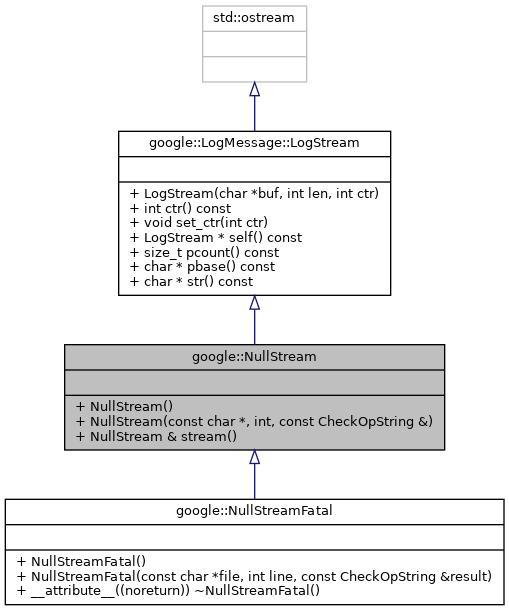 std::ostream
google::LogMessage::LogStream
+ LogStream(char *buf, int len, int ctr)
+ int ctr() const
+ void set_ctr(int ctr)
+ LogStream * self() const
+ size_t pcount() const
+ char * pbase() const
+ char * str() const
google::NullStream
+ NullStream()
+ NullStream(const char *, int, const CheckOpString &)
+ NullStream & stream()
google::NullStreamFatal
+ NullStreamFatal()
+ NullStreamFatal(const char *file, int line, const CheckOpString &result)
+ __attribute__((noreturn)) ~NullStreamFatal()